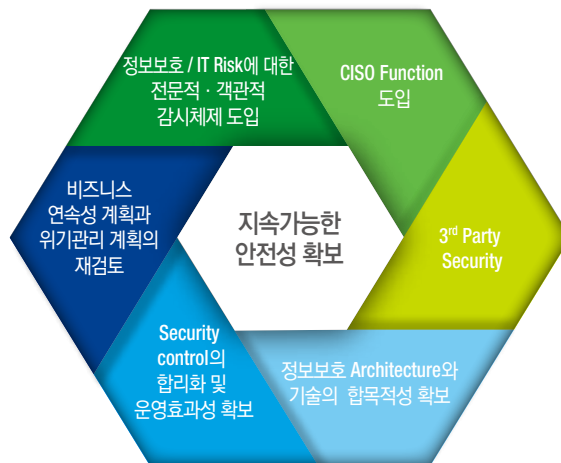 정보보호 / IT Risk에 대한
전문적 · 객관적
감시체제 도입
CISO Function
도입
3rd Party
Security
정보보호 Architecture와
기술의 합목적성 확보
Security
control의
합리화 및
운영효과성 확보
비즈니스
연속성 계획과
위기관리 계획의
재검토
지속가능한
안전성 확보